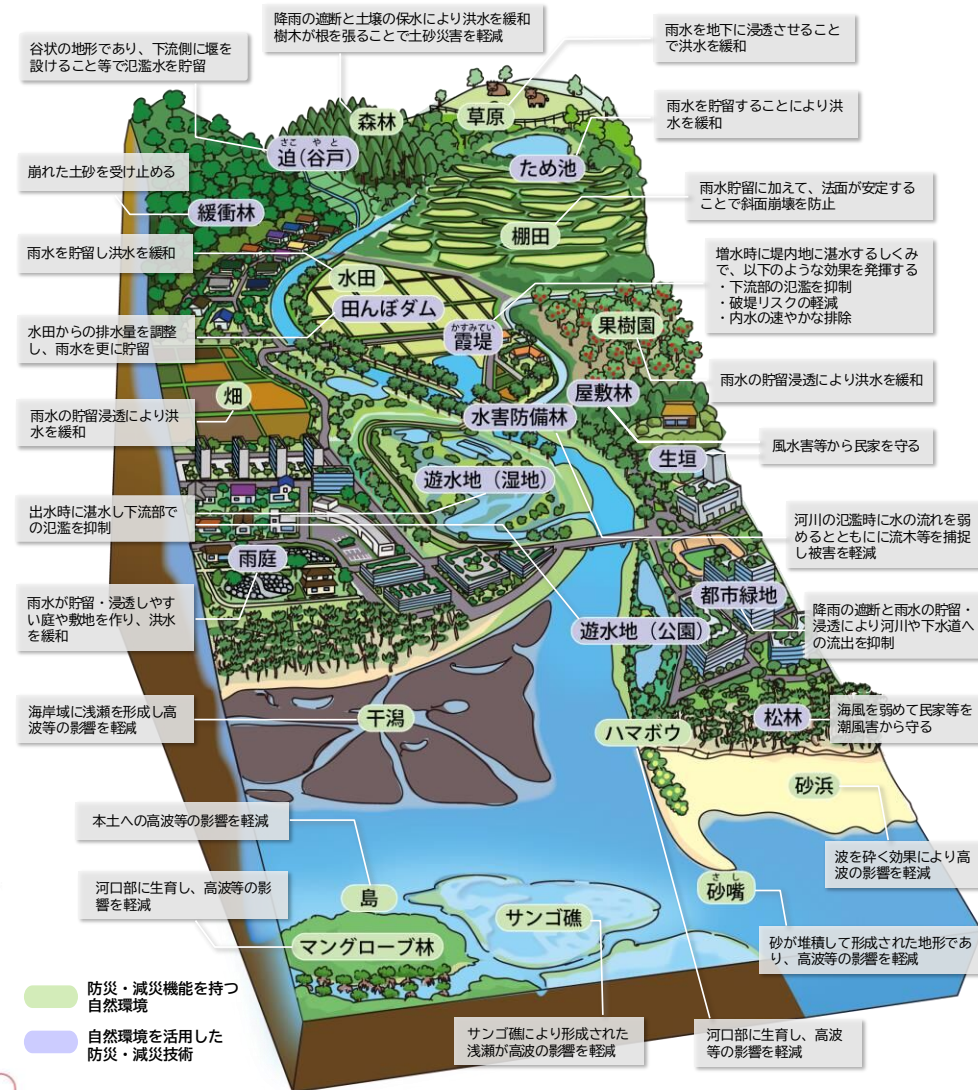 降雨の遮断と土壌の保水により洪水を緩和
樹木が根を張ることで土砂災害を軽減
雨水を地下に浸透させること
で洪水を緩和
谷状の地形であり、下流側に堰を
設けること等で氾濫水を貯留
森林
草原
雨水を貯留することにより洪
水を緩和
さこ やと
迫(谷戸)
ため池
崩れた土砂を受け止める
緩衝林
雨水貯留に加えて、法面が安定する
ことで斜面崩壊を防止
棚田
雨水を貯留し洪水を緩和
水田
増水時に堤内地に湛水するしくみ
で、以下のような効果を発揮する
・下流部の氾濫を抑制
・破堤リスクの軽減
・内水の速やかな排除
田んぼダム
水田からの排水量を調整
し、雨水を更に貯留
かすみてい
霞堤
果樹園
雨水の貯留浸透により洪水を緩和
畑
屋敷林
雨水の貯留浸透により洪
水を緩和
水害防備林
風水害等から民家を守る
生垣
遊水地(湿地)
出水時に湛水し下流部で
の氾濫を抑制
河川の氾濫時に水の流れを弱
めるとともにに流木等を捕捉
し被害を軽減
雨庭
都市緑地
雨水が貯留・浸透しやす
い庭や敷地を作り、洪水
を緩和
遊水地(公園)
降雨の遮断と雨水の貯留・
浸透により河川や下水道へ
の流出を抑制
海岸域に浅瀬を形成し高
波等の影響を軽減
干潟
ハマボウ
松林
海風を弱めて民家等を
潮風害から守る
砂浜
本土への高波等の影響を軽減
波を砕く効果により高
波の影響を軽減
河口部に生育し、高波等の影
響を軽減
島
さし
砂嘴
サンゴ礁
マングローブ林
砂が堆積して形成された地形であ
り、高波等の影響を軽減
防災・減災機能を持つ
自然環境
自然環境を活用した
防災・減災技術
サンゴ礁により形成された
浅瀬が高波の影響を軽減
河口部に生育し、高波
等の影響を軽減